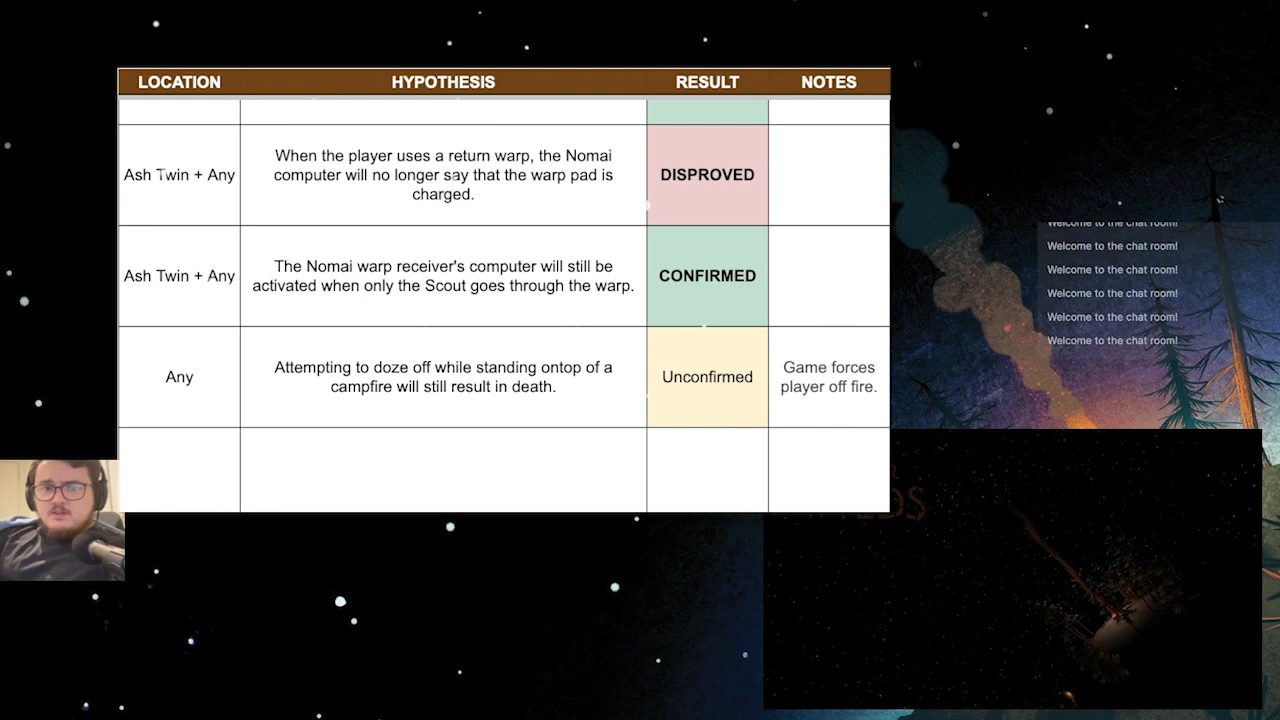 LOCATION HYPOTHESIS RESULT NOTES
Ash Twin + Any
When the player uses a return warp, the Nomai
computer will no longer say that the warp pad is
charged.
DISPROVED
Ash Twin + Any
The Nomai warp receiver's computer will still be
activated when only the Scout goes through the warp.
CONFIRMED
Any
Attempting to doze off while standing ontop of a
campfire will still result in death.
Unconfirmed
Game forces
player off fire.
Welcome to the chat room!
Welcome to the chat room!
Welcome to the chat room!
Welcome to the chat room!
Welcome to the chat room!
Welcome to the chat room!